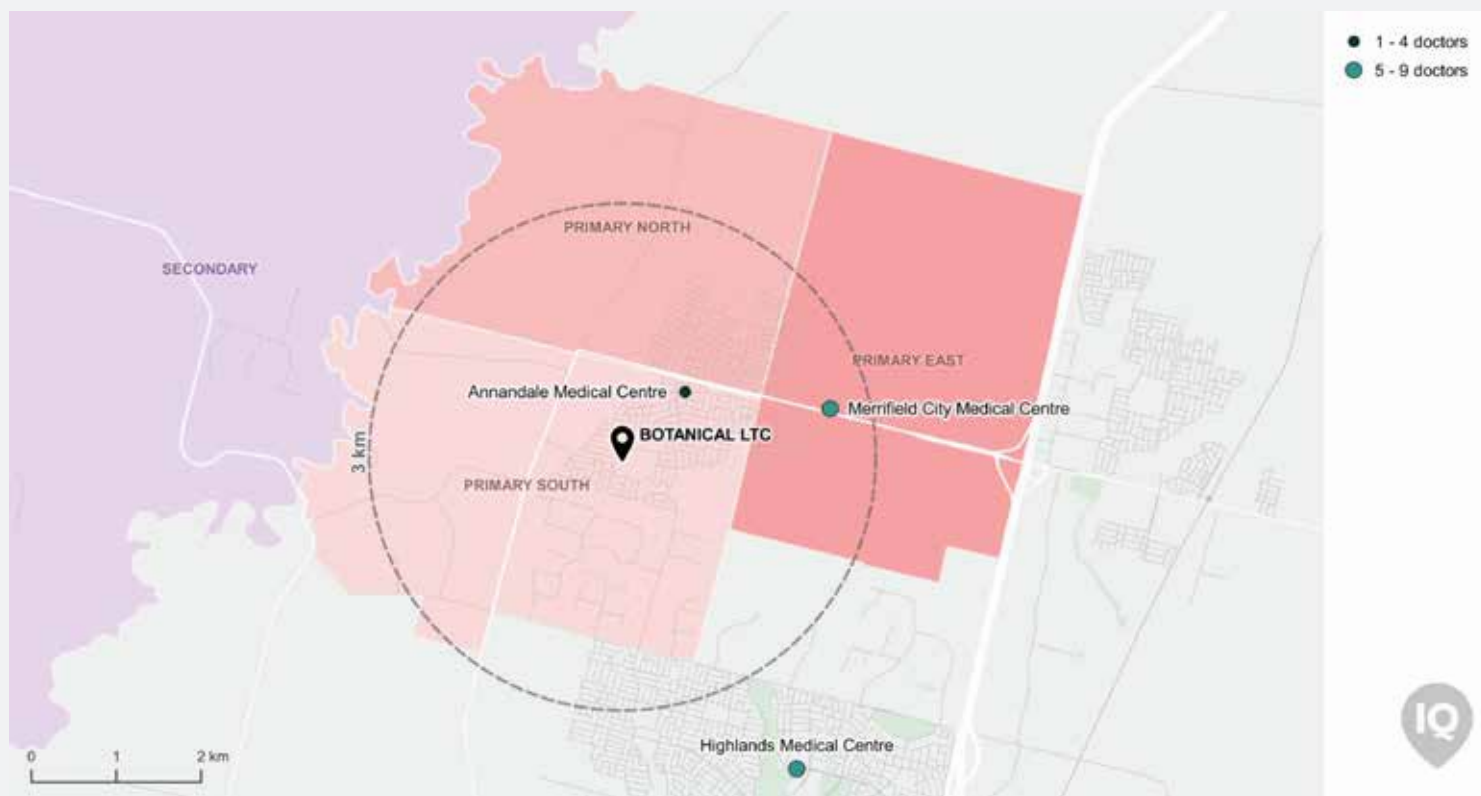 1 - 4 doctors
5 - 9 doctors
PRIMARY NORTH
SECONDARY
PRIMARY EAST
Annandale Medical Centre
Merrifield City Medical Centre
BOTANICAL LTC
3 km
PRIMARY SOUTH
Highlands Medical Centre
0 1 2 km
IQ